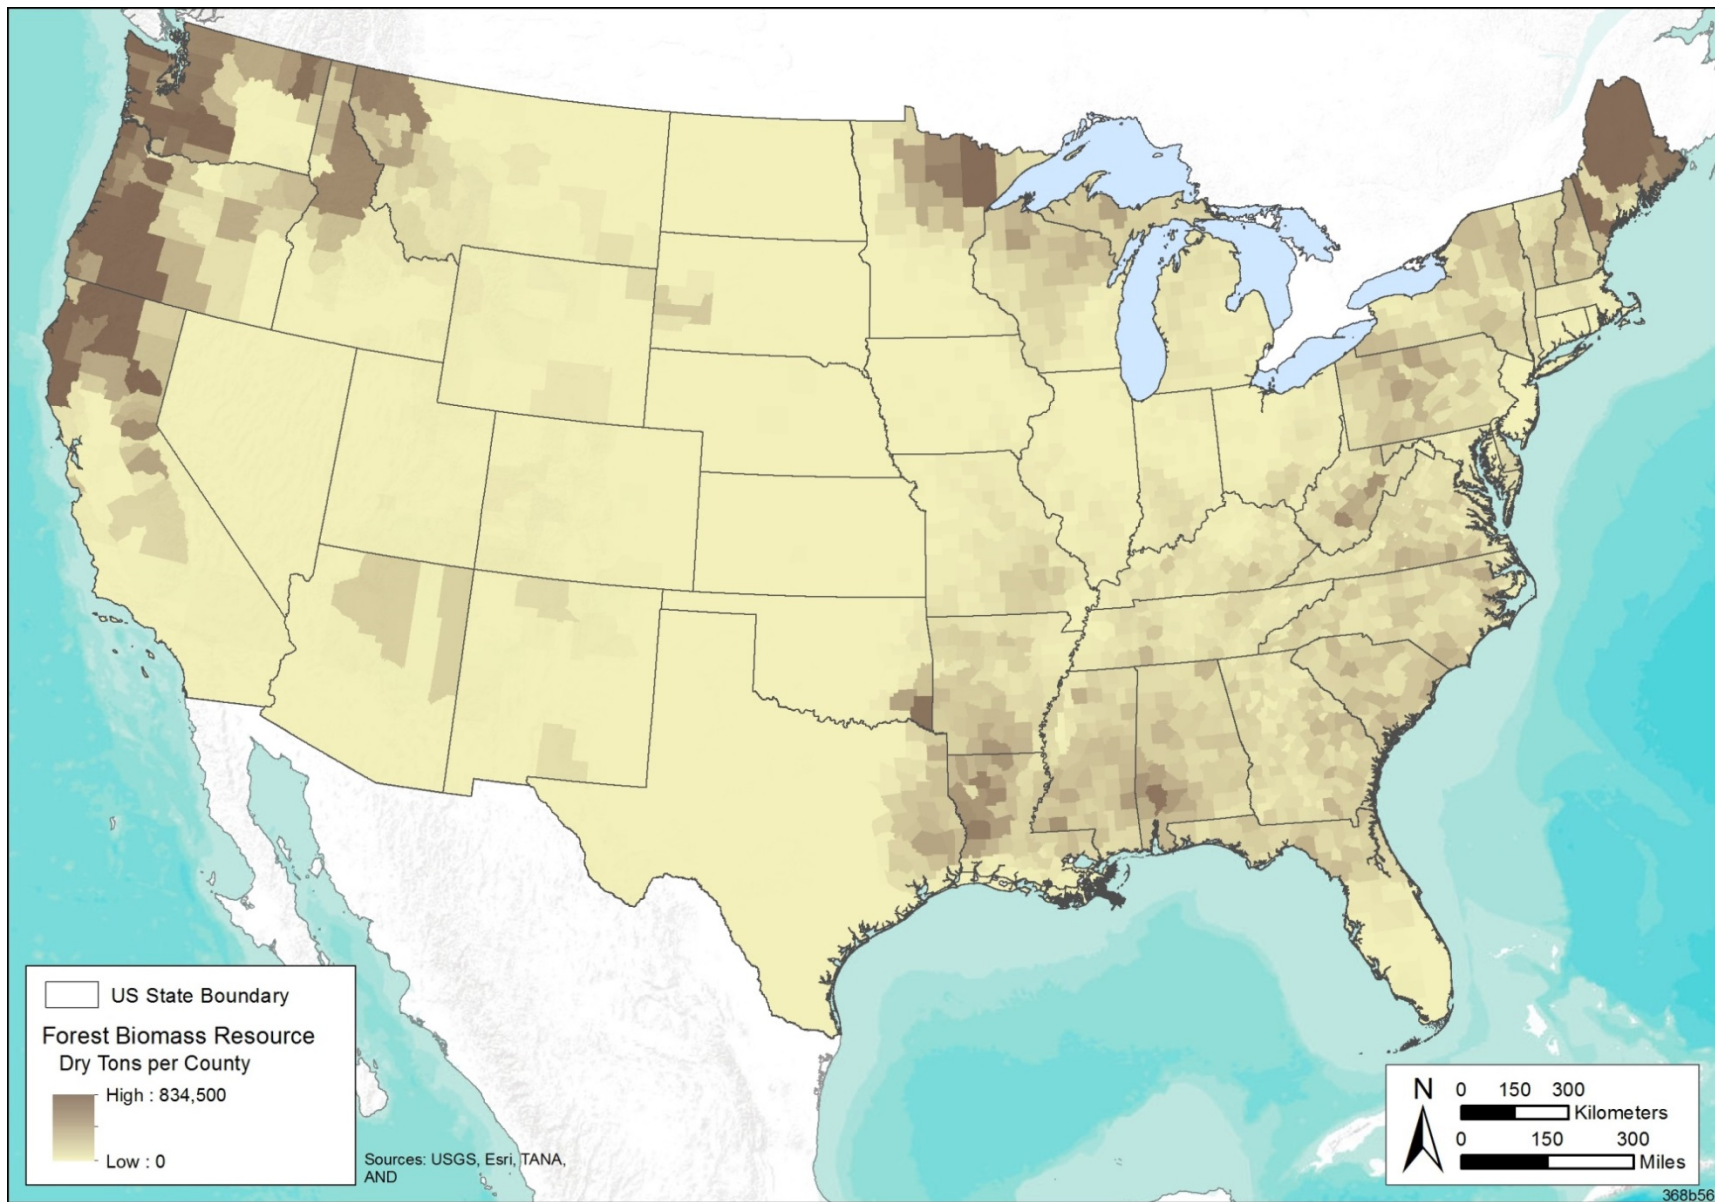 US State Boundary
Forest Biomass Resource
Dry Tons per County
High : 834,500
Low : 0
Sources: USGS, Esri, TANA,
AND
N
0 150 300
Kilometers
0 150 300
Miles
368b56